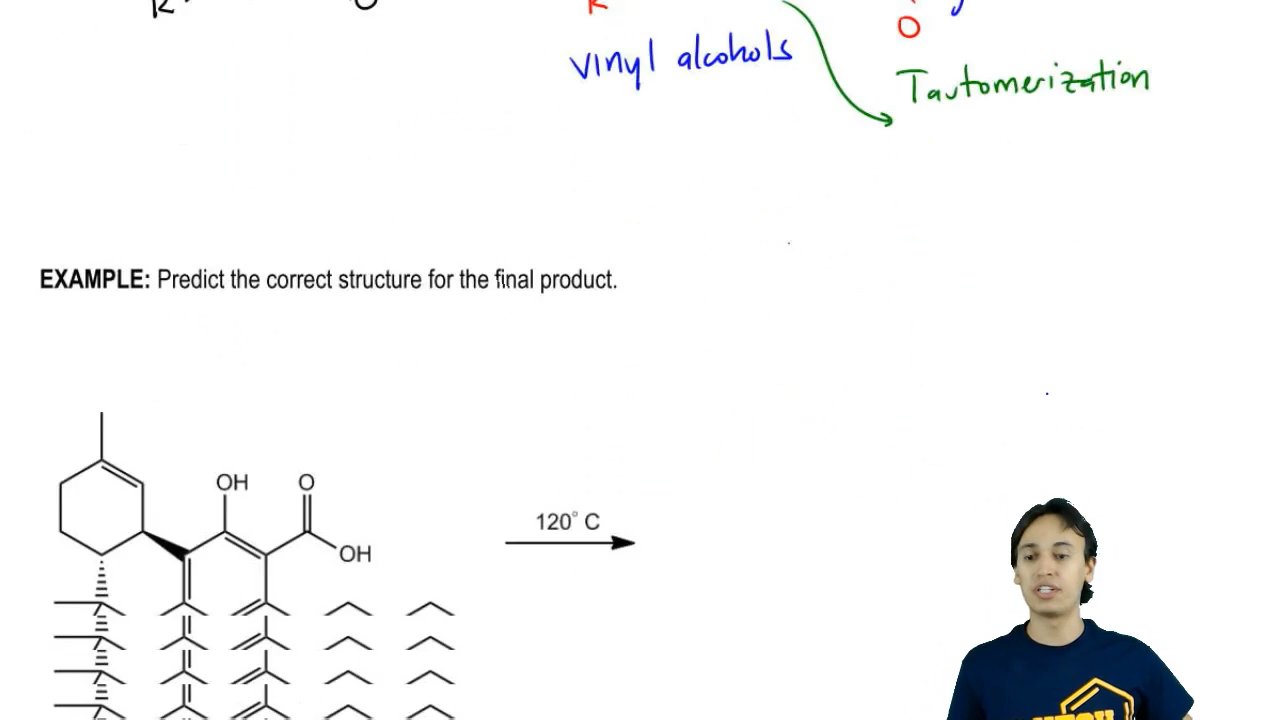 vinyl alcohols
Tautomerization
EXAMPLE: Predict the correct structure for the final product.
OH
O
OH
120° C